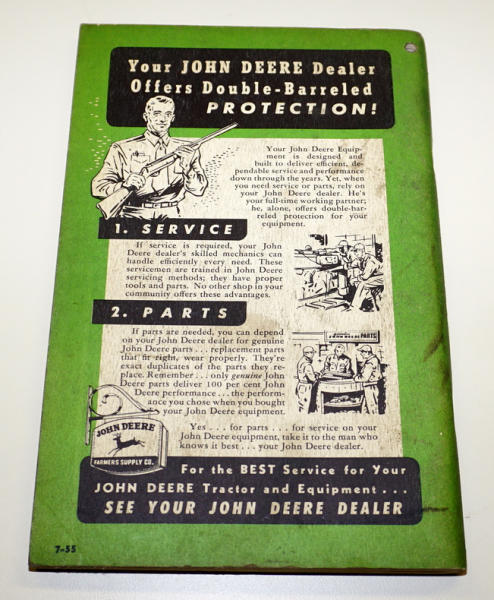 Your JOHN DEERE Dealer
Offers Double-Barreled
PROTECTION!
Your John Deere Equip-
ment is designed and
built to deliver efficient, de-
pendable service and performance
down through the years. Yet, when
you need service or parts, rely on
your John Deere dealer. He's
your full-time working partner;
he, alone, offers double-bar-
reled protection for your
equipment.
1. SERVICE
If service is required, your John
Deere dealer's skilled mechanics can
handle efficiently every need. These
servicemen are trained in John Deere
servicing methods; they have proper
tools and parts. No other shop in your
community offers these advantages.
2. PARTS
If parts are needed, you can depend
on your John Deere dealer for genuine
John Deere parts . . . replacement parts
that fit right, wear properly. They're
exact duplicates of the parts they re-
place. Remember . . . only genuine John
Deere parts deliver 100 per cent John
Deere performance . . . the perform-
ance you chose when you bought
your John Deere equipment.
JOHN DEERE PARTS
Yes . . . for parts . . . for service on your
John Deere equipment, take it to the man who
knows it best . . . your John Deere dealer.
JOHN DEERE
FARMERS SUPPLY CO.
For the BEST Service for Your
JOHN DEERE Tractor and Equipment . . .
SEE YOUR JOHN DEERE DEALER
7-55